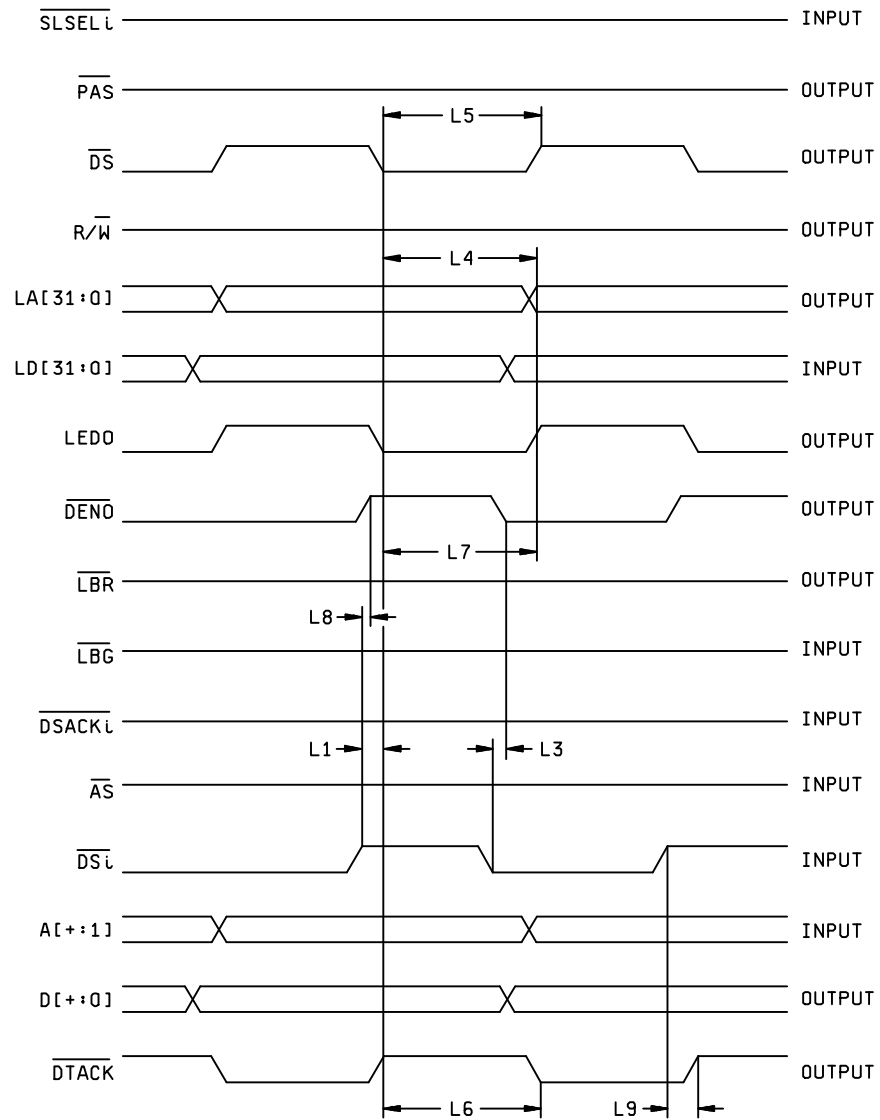 SLSELi INPUT
PAS OUTPUT
L5
DS OUTPUT
R/W OUTPUT
L4
LA[31:0] OUTPUT
LD[31:0] INPUT
LEDO OUTPUT
DENO OUTPUT
L7
LBR OUTPUT
L8
LBG INPUT
DSACKi INPUT
L1 L3
AS INPUT
DSi INPUT
A[+:1] INPUT
D[+:0] OUTPUT
DTACK OUTPUT
L6 L9